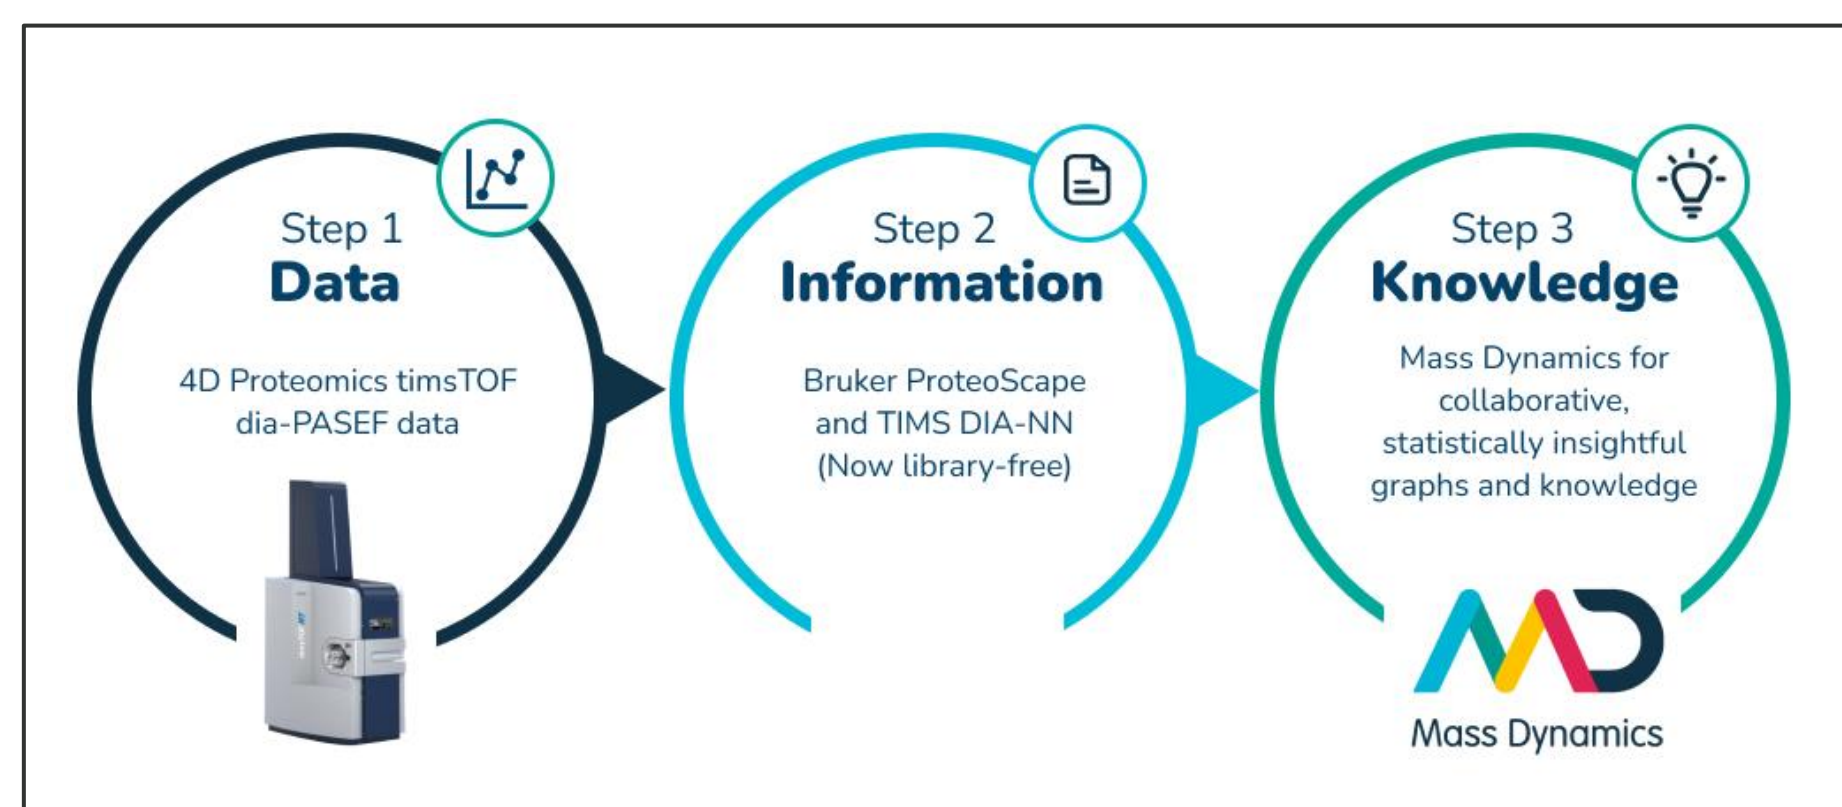 Step 1
Data
4D Proteomics timsTOF
dia-PASEF data
Step 2
Information
Bruker ProteoScape
and TIMS DIA-NN
(Now library-free)
Step 3
Knowledge
Mass Dynamics for
collaborative,
statistically insightful
graphs and knowledge
MD
Mass Dynamics